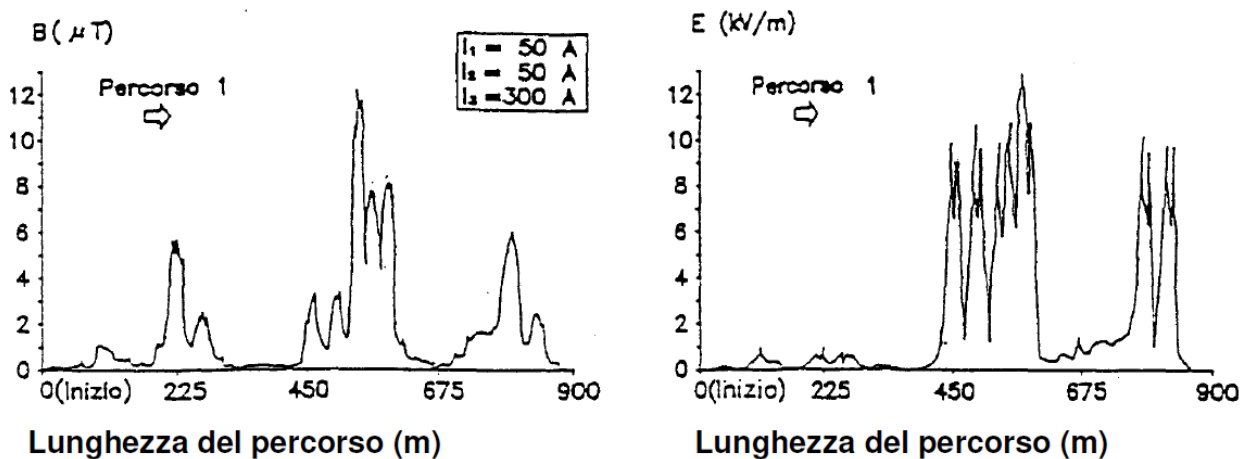 B (μT)
I₁ = 50 A
I₂ = 50 A
I₃ = 300 A
Percorso 1
12
10
8
6
4
2
0
0(Inizio) 225 450 675 900
Lunghezza del percorso (m)
E (kV/m)
Percorso 1
12
10
8
6
4
2
0
0(Inizio) 225 450 675 900
Lunghezza del percorso (m)